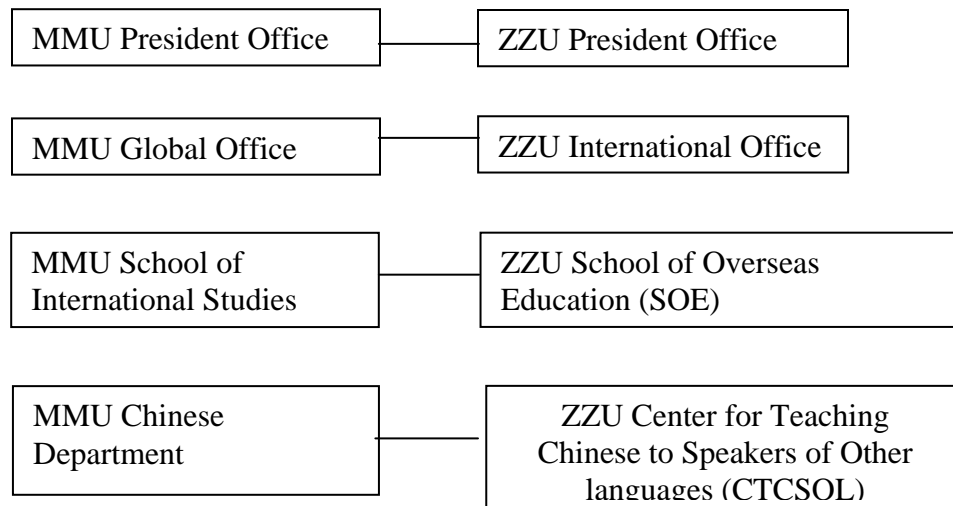 MMU President Office
ZZU President Office
MMU Global Office
ZZU International Office
MMU School of
International Studies
ZZU School of Overseas
Education (SOE)
MMU Chinese
Department
ZZU Center for Teaching
Chinese to Speakers of Other
languages (CTCSOL)